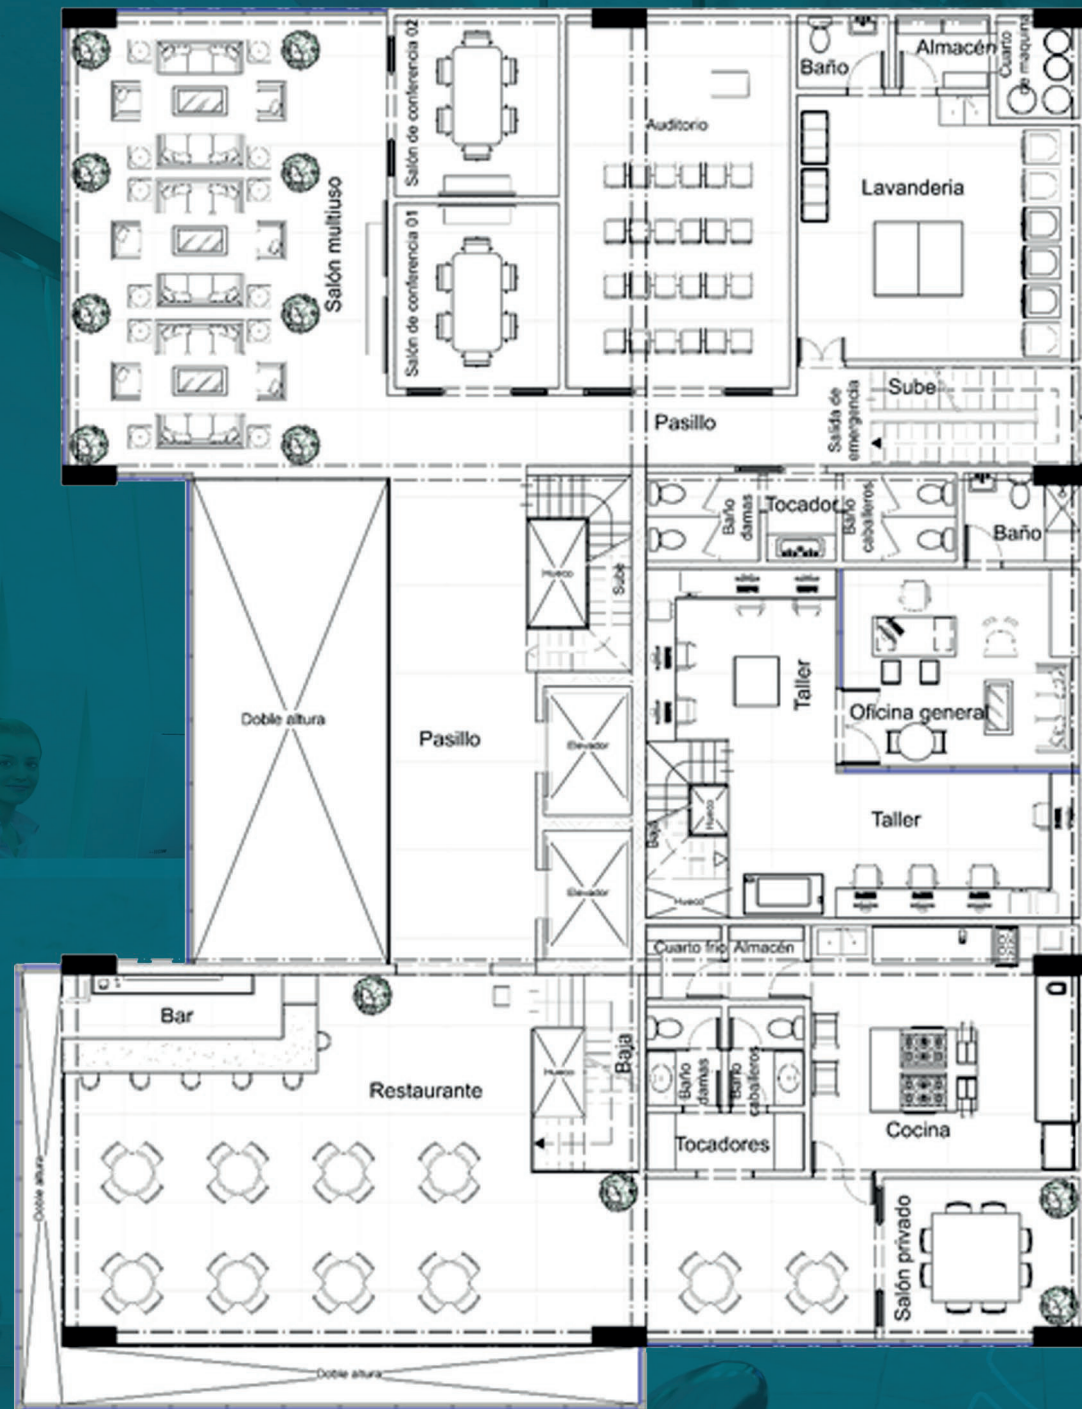 Salón de conferencia 02
Baño
Almacén
Cuarto
de maquina
Auditorio
Lavanderia
Salón multiuso
Salón de conferencia 01
Sube
Salida de
emergencia
Pasillo
Baño
damas
Tocador
Baño
caballeros
Baño
Hueco
Sube
Taller
Oficina general
Doble altura
Pasillo
Elevador
Hueco
Baja
Taller
Elevador
Hueco
Cuarto frio
Almacén
Bar
Baja
Hueco
Baño
damas
Baño
caballeros
Restaurante
Cocina
Tocadores
Doble altura
Salón privado
Doble altura